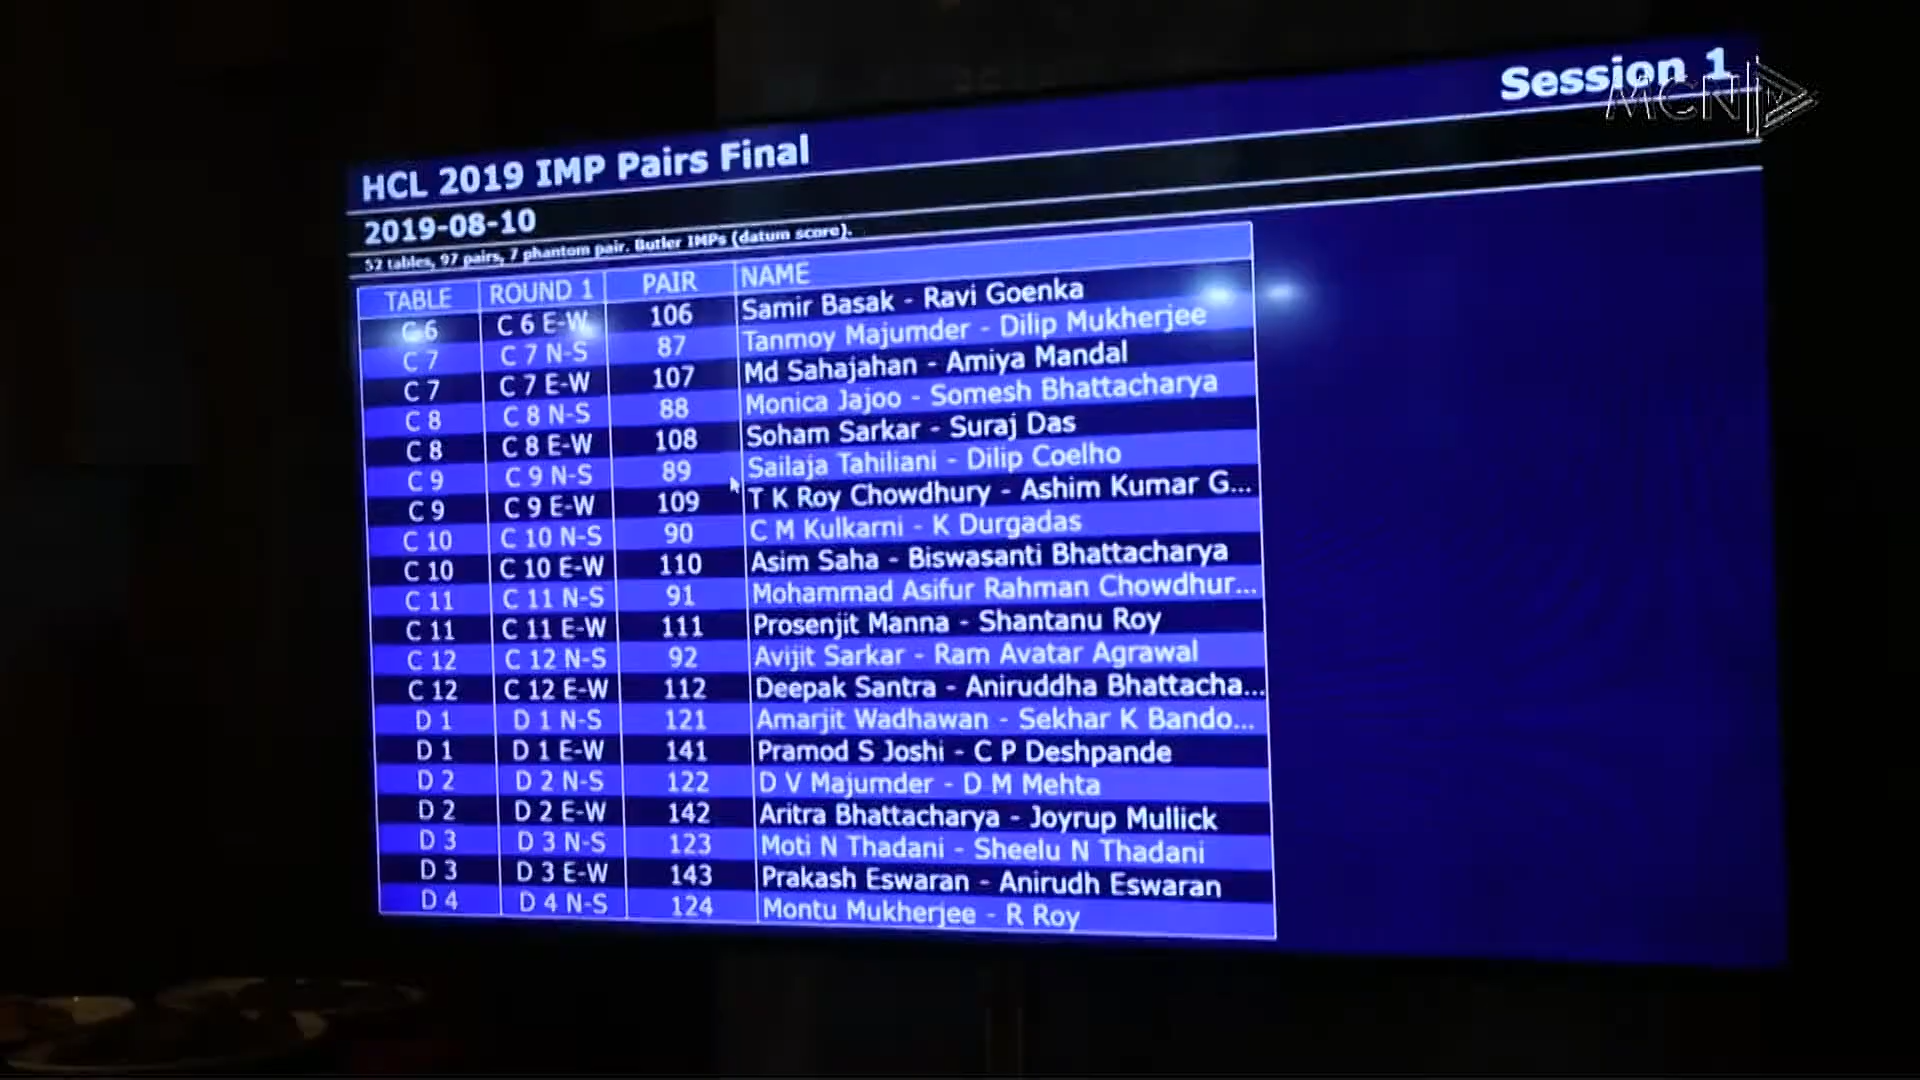 Session 1
MCN
HCL 2019 IMP Pairs Final
2019-08-10
52 tables, 97 pairs, 7 phantom pair. Butler IMPs (datum score).
TABLE ROUND 1 PAIR NAME
C 6 C 6 E-W 106 Samir Basak - Ravi Goenka
C 7 C 7 N-S 87 Tanmoy Majumder - Dilip Mukherjee
C 7 C 7 E-W 107 Md Sahajahan - Amiya Mandal
C 8 C 8 N-S 88 Monica Jajoo - Somesh Bhattacharya
C 8 C 8 E-W 108 Soham Sarkar - Suraj Das
C 9 C 9 N-S 89 Sailaja Tahiliani - Dilip Coelho
C 9 C 9 E-W 109 T K Roy Chowdhury - Ashim Kumar G...
C 10 C 10 N-S 90 C M Kulkarni - K Durgadas
C 10 C 10 E-W 110 Asim Saha - Biswasanti Bhattacharya
C 11 C 11 N-S 91 Mohammad Asifur Rahman Chowdhur...
C 11 C 11 E-W 111 Prosenjit Manna - Shantanu Roy
C 12 C 12 N-S 92 Avijit Sarkar - Ram Avatar Agrawal
C 12 C 12 E-W 112 Deepak Santra - Aniruddha Bhattacha...
D 1 D 1 N-S 121 Amarjit Wadhawan - Sekhar K Bando...
D 1 D 1 E-W 141 Pramod S Joshi - C P Deshpande
D 2 D 2 N-S 122 D V Majumder - D M Mehta
D 2 D 2 E-W 142 Aritra Bhattacharya - Joyrup Mullick
D 3 D 3 N-S 123 Moti N Thadani - Sheelu N Thadani
D 3 D 3 E-W 143 Prakash Eswaran - Anirudh Eswaran
D 4 D 4 N-S 124 Montu Mukherjee - R Roy